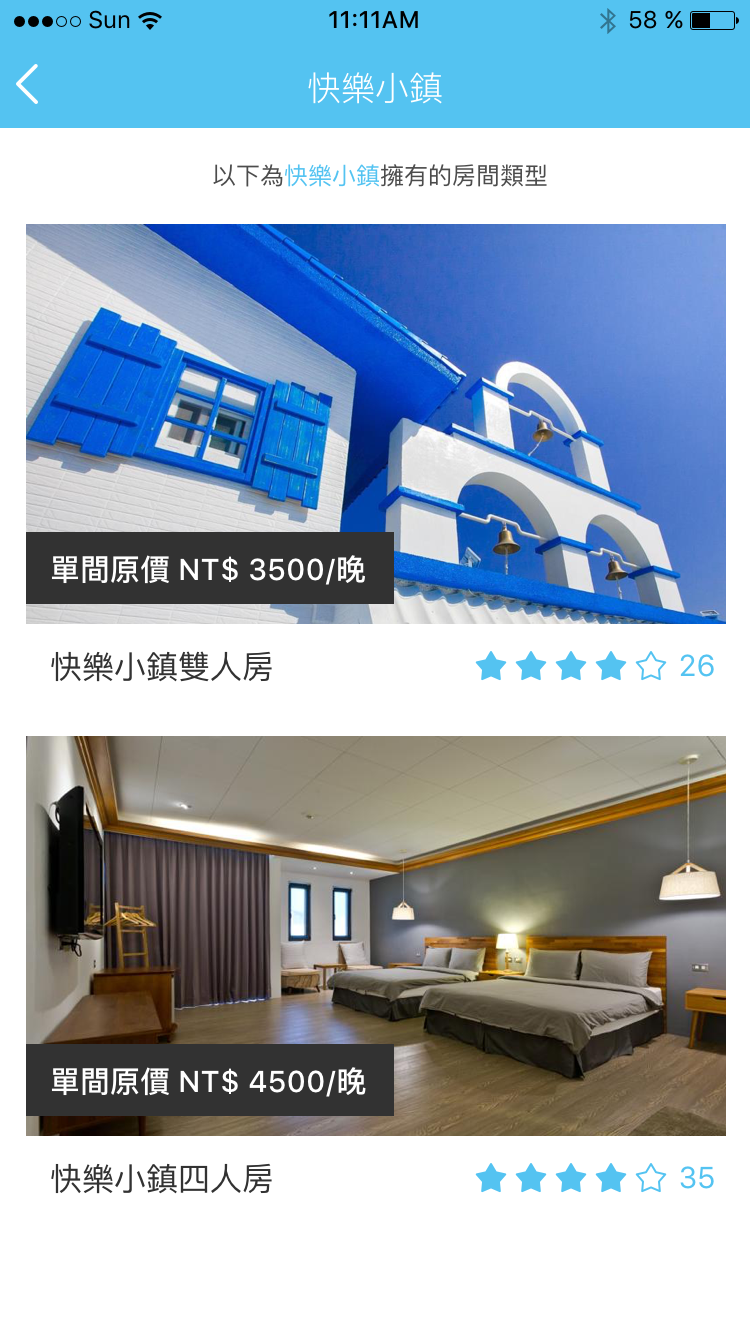 ●●●○○ Sun 11:11AM 58 %
快樂小鎮
以下為快樂小鎮擁有的房間類型
單間原價 NT$ 3500/晚
快樂小鎮雙人房 26
單間原價 NT$ 4500/晚
快樂小鎮四人房 35